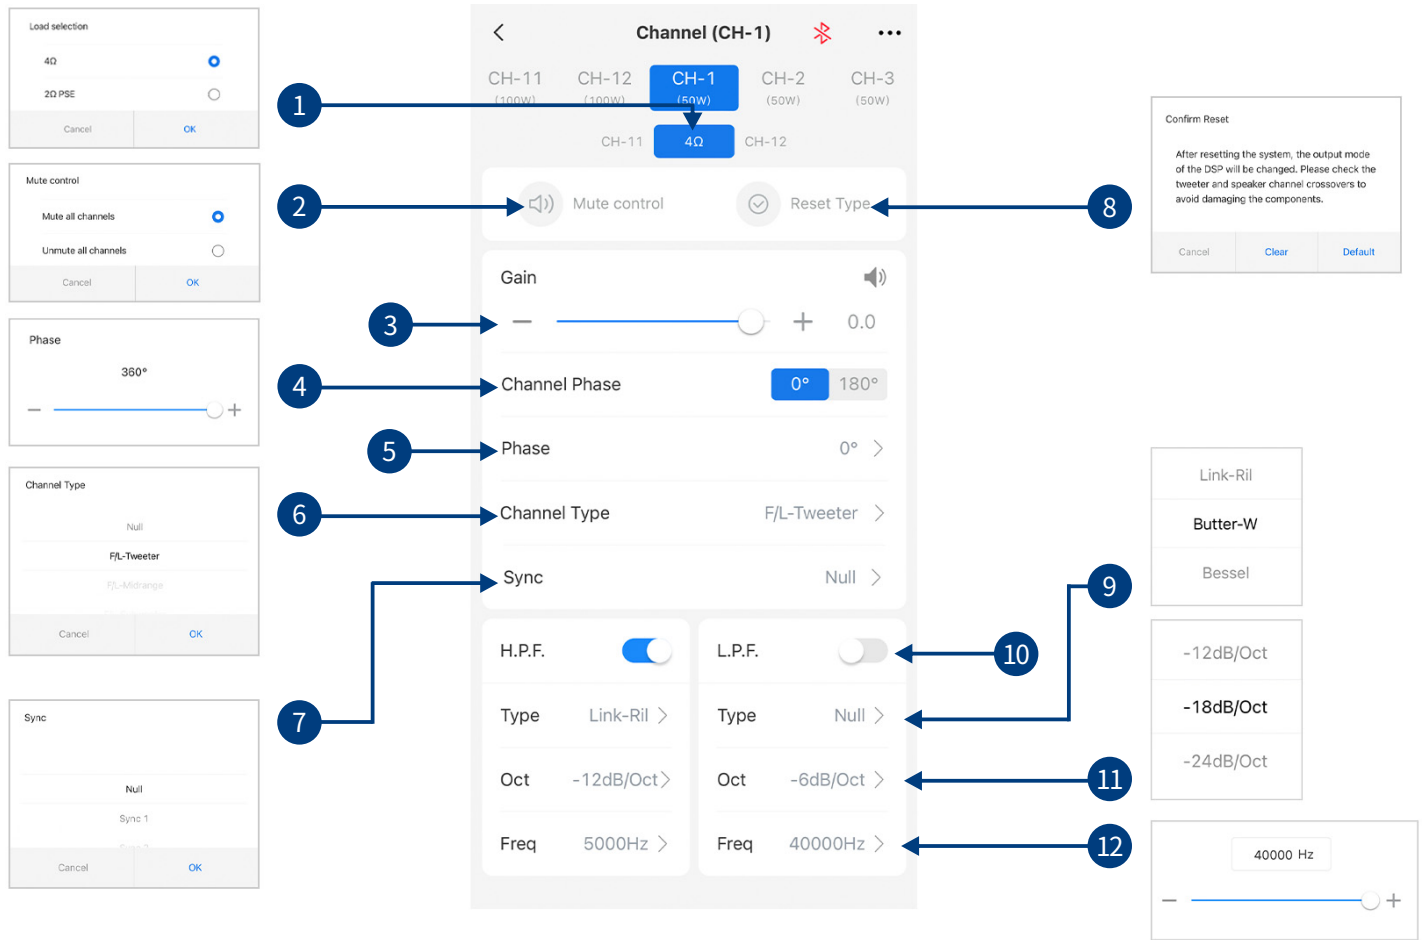 Load selection
4Ω
2Ω PSE
Cancel OK
Mute control
Mute all channels
Unmute all channels
Cancel OK
Phase
360°
− +
Channel Type
Null
F/L-Tweeter
F/L-Midrange
Cancel OK
Sync
Null
Sync 1
Sync 2
Cancel OK
1
2
3
4
5
6
7
Channel (CH-1)
CH-11 CH-12 CH-1 CH-2 CH-3
(100W) (100W) (50W) (50W) (50W)
CH-11 4Ω CH-12
Mute control Reset Type
Gain
− + 0.0
Channel Phase 0° 180°
Phase 0°
Channel Type F/L-Tweeter
Sync Null
H.P.F. L.P.F.
Type Link-Ril Type Null
Oct -12dB/Oct Oct -6dB/Oct
Freq 5000Hz Freq 40000Hz
8
9
10
11
12
Confirm Reset
After resetting the system, the output mode
of the DSP will be changed. Please check the
tweeter and speaker channel crossovers to
avoid damaging the components.
Cancel Clear Default
Link-Ril
Butter-W
Bessel
-12dB/Oct
-18dB/Oct
-24dB/Oct
40000 Hz
− +